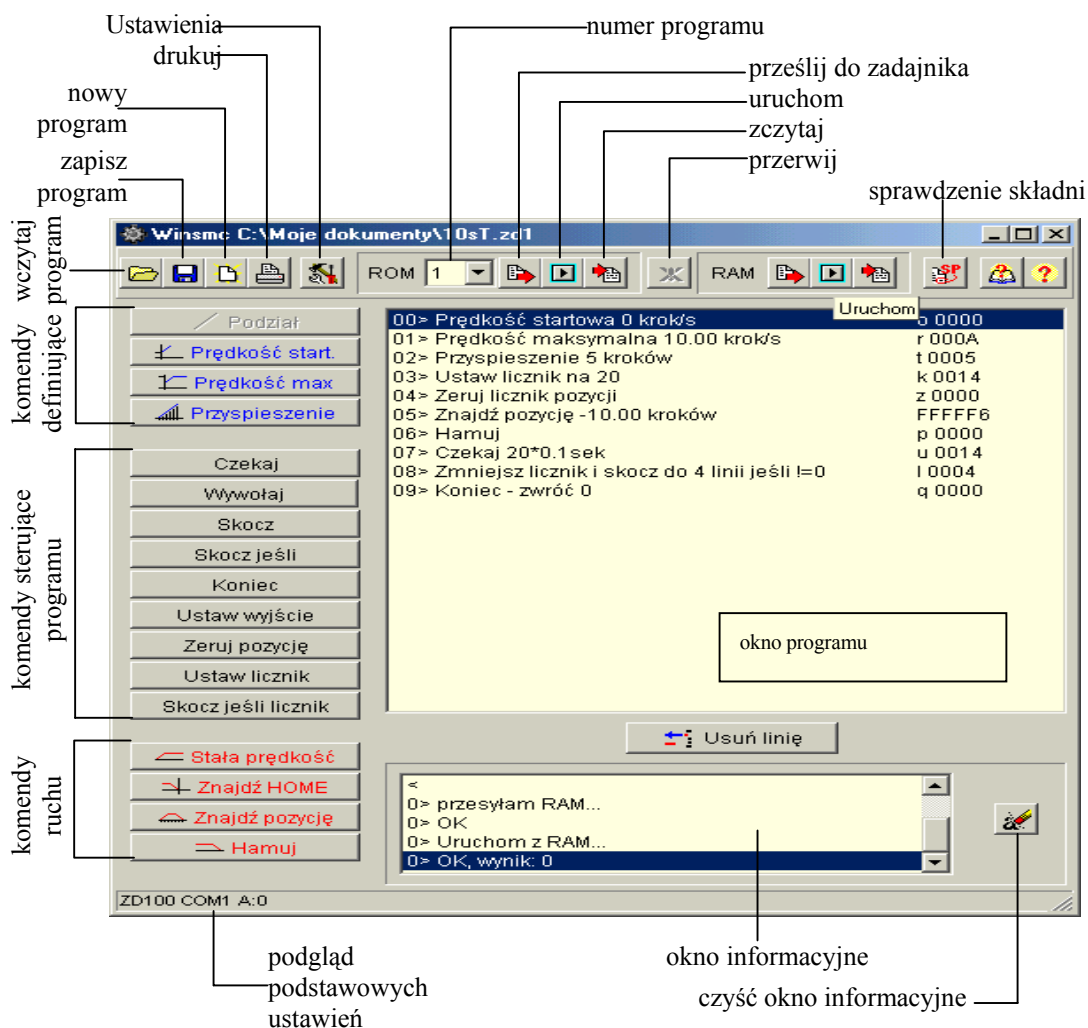 Ustawienia
drukuj
nowy
program
zapisz
program
wczytaj
program
numer programu
prześlij do zadajnika
uruchom
zczytaj
przerwij
sprawdzenie składni
Winsmc C:\Moje dokumenty\10sT.zd1
ROM 1
RAM
SP
?
Uruchom
komendy
definiujące
Podział
Prędkość start.
Prędkość max
Przyspieszenie
komendy sterujące
programu
Czekaj
Wywołaj
Skocz
Skocz jeśli
Koniec
Ustaw wyjście
Zeruj pozycję
Ustaw licznik
Skocz jeśli licznik
komendy
ruchu
Stała prędkość
Znajdź HOME
Znajdź pozycję
Hamuj
00> Prędkość startowa 0 krok/s o 0000
01> Prędkość maksymalna 10.00 krok/s r 000A
02> Przyspieszenie 5 kroków t 0005
03> Ustaw licznik na 20 k 0014
04> Zeruj licznik pozycji z 0000
05> Znajdź pozycję -10.00 kroków FFFFF6
06> Hamuj p 0000
07> Czekaj 20*0.1sek u 0014
08> Zmniejsz licznik i skocz do 4 linii jeśli !=0 l 0004
09> Koniec - zwróć 0 q 0000
okno programu
Usuń linię
<
0> przesyłam RAM...
0> OK
0> Uruchom z RAM...
0> OK, wynik: 0
ZD100 COM1 A:0
podgląd
podstawowych
ustawień
okno informacyjne
czyść okno informacyjne